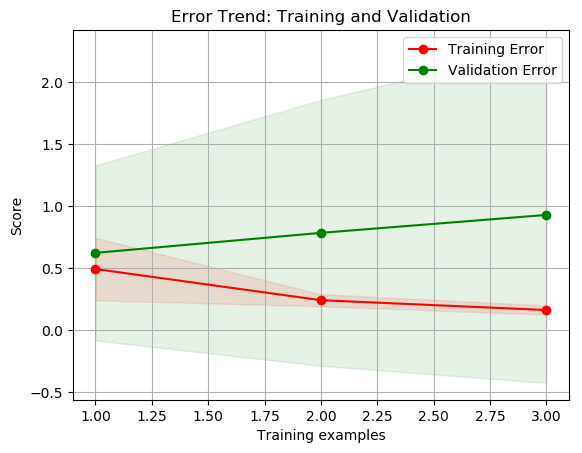 Error Trend: Training and Validation
Training Error
Validation Error
2.0
1.5
1.0
0.5
0.0
−0.5
Score
1.00 1.25 1.50 1.75 2.00 2.25 2.50 2.75 3.00
Training examples